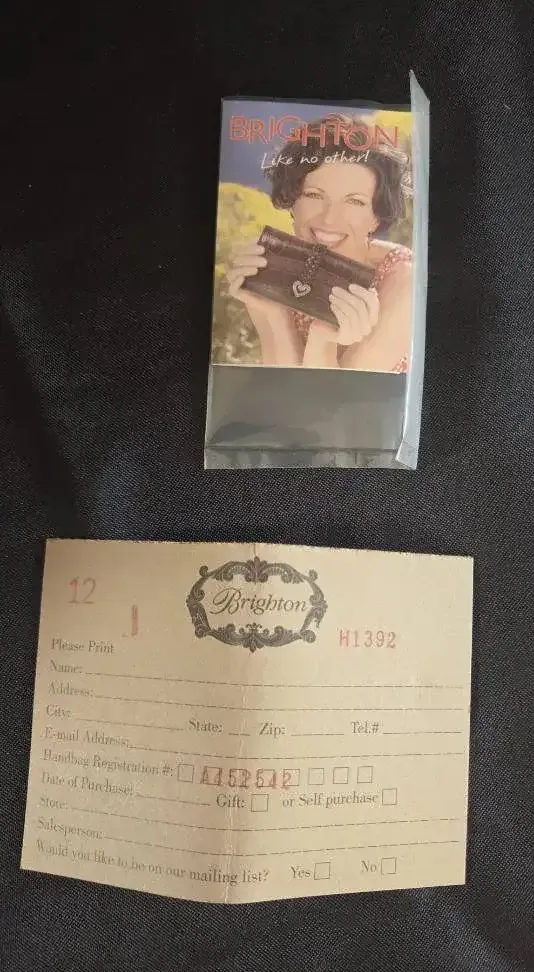 BRIGHTON
Like no other!
12
Brighton
J
H1392
Please Print
Name:
Address:
City: State: Zip: Tel.#
E-mail Address:
Handbag Registration #: A452542
Date of Purchase: Gift: or Self purchase
Store:
Salesperson:
Would you like to be on our mailing list? Yes No